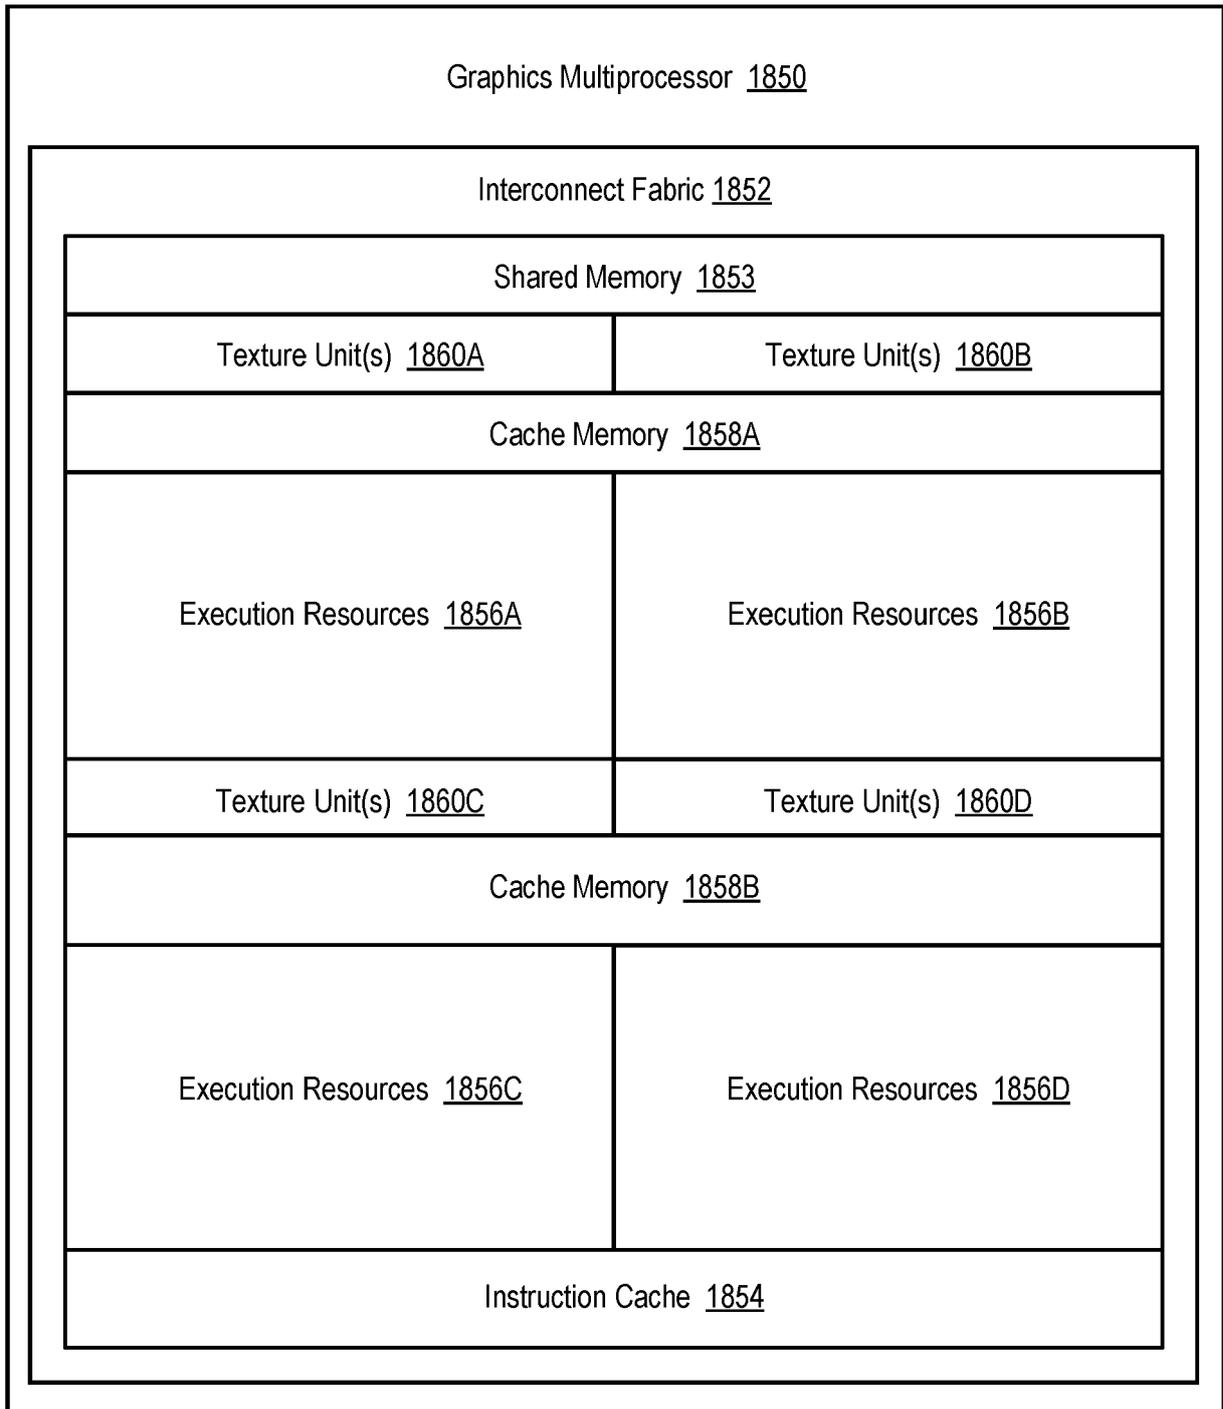 Graphics Multiprocessor 1850
Interconnect Fabric 1852
Shared Memory 1853
Texture Unit(s) 1860A
Texture Unit(s) 1860B
Cache Memory 1858A
Execution Resources 1856A
Execution Resources 1856B
Texture Unit(s) 1860C
Texture Unit(s) 1860D
Cache Memory 1858B
Execution Resources 1856C
Execution Resources 1856D
Instruction Cache 1854